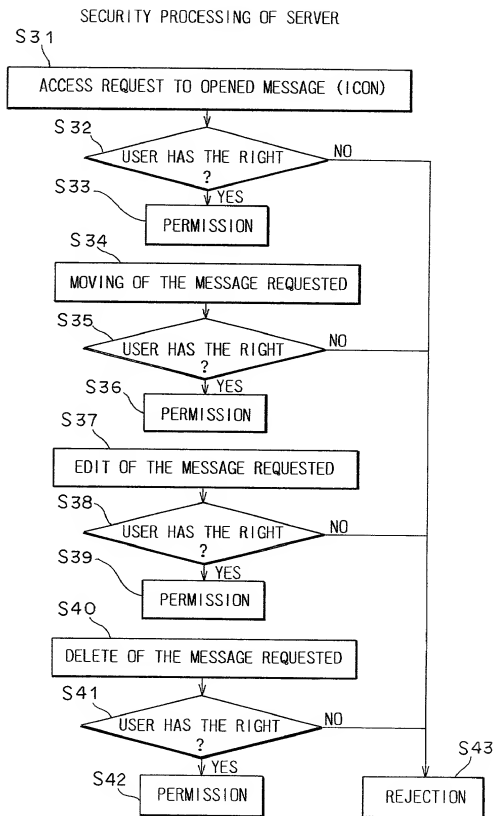 SECURITY PROCESSING OF SERVER
S31
ACCESS REQUEST TO OPENED MESSAGE (ICON)
S32
USER HAS THE RIGHT
?
NO
YES
S33
PERMISSION
S34
MOVING OF THE MESSAGE REQUESTED
S35
USER HAS THE RIGHT
?
NO
YES
S36
PERMISSION
S37
EDIT OF THE MESSAGE REQUESTED
S38
USER HAS THE RIGHT
?
NO
YES
S39
PERMISSION
S40
DELETE OF THE MESSAGE REQUESTED
S41
USER HAS THE RIGHT
?
NO
YES
S42
PERMISSION
S43
REJECTION